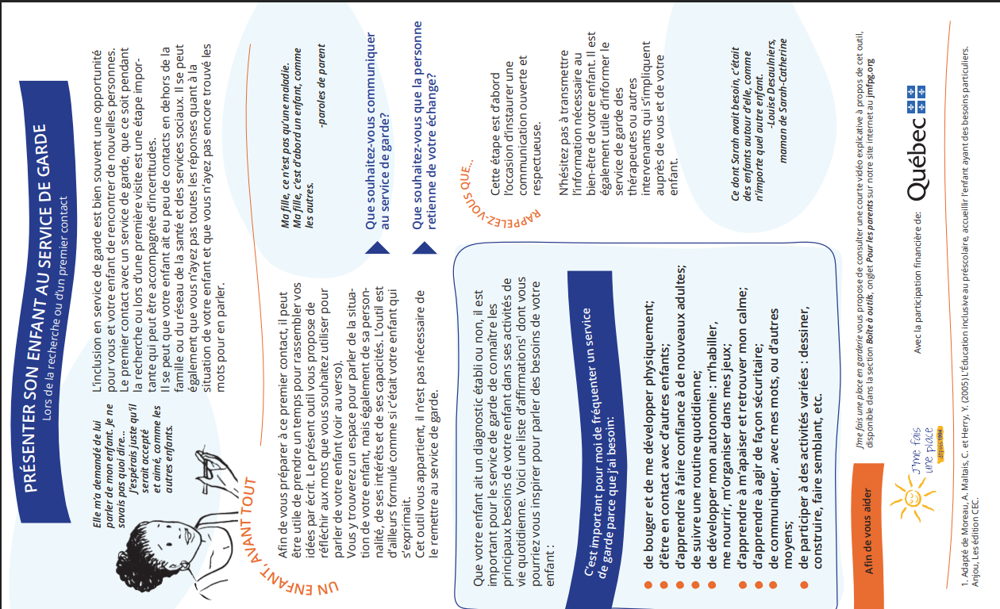 PRÉSENTER SON ENFANT AU SERVICE DE GARDE
Lors de la recherche ou d'un premier contact
Elle m'a demandé de lui
parler de mon enfant. Je ne
savais pas quoi dire...
J'espérais juste qu'il
serait accepté
et aimé, comme les
autres enfants.
L'inclusion en service de garde est bien souvent une opportunité
pour vous et votre enfant de rencontrer de nouvelles personnes.
Le premier contact avec un service de garde, que ce soit pendant
la recherche ou lors d'une première visite est une étape impor-
tante qui peut être accompagnée d'incertitudes.
Il se peut que votre enfant ait eu peu de contacts en dehors de la
famille ou du réseau de la santé et des services sociaux. Il se peut
également que vous n'ayez pas toutes les réponses quant à la
situation de votre enfant et que vous n'ayez pas encore trouvé les
mots pour en parler.
UN ENFANT, AVANT TOUT
Afin de vous préparer à ce premier contact, il peut
être utile de prendre un temps pour rassembler vos
idées par écrit. Le présent outil vous propose de
réfléchir aux mots que vous souhaitez utiliser pour
parler de votre enfant (voir au verso).
Vous y trouverez un espace pour parler de la situa-
tion de votre enfant, mais également de sa person-
nalité, de ses intérêts et de ses capacités. L'outil est
d'ailleurs formulé comme si c'était votre enfant qui
s'exprimait.
Cet outil vous appartient, il n'est pas nécessaire de
le remettre au service de garde.
Ma fille, ce n'est pas qu'une maladie.
Ma fille, c'est d'abord un enfant, comme
les autres.
-paroles de parent
Que souhaitez-vous communiquer
au service de garde?
Que souhaitez-vous que la personne
retienne de votre échange?
Que votre enfant ait un diagnostic établi ou non, il est
important pour le service de garde de connaître les
principaux besoins de votre enfant dans ses activités de
vie quotidienne. Voici une liste d'affirmations¹ dont vous
pourriez vous inspirer pour parler des besoins de votre
enfant :
C'est important pour moi de fréquenter un service
de garde parce que j'ai besoin:
de bouger et de me développer physiquement;
d'être en contact avec d'autres enfants;
d'apprendre à faire confiance à de nouveaux adultes;
de suivre une routine quotidienne;
de développer mon autonomie : m'habiller,
me nourrir, m'organiser dans mes jeux;
d'apprendre à m'apaiser et retrouver mon calme;
d'apprendre à agir de façon sécuritaire;
de communiquer, avec mes mots, ou d'autres
moyens;
de participer à des activités variées : dessiner,
construire, faire semblant, etc.
RAPPELEZ-VOUS QUE...
Cette étape est d'abord
l'occasion d'instaurer une
communication ouverte et
respectueuse.
N'hésitez pas à transmettre
l'information nécessaire au
bien-être de votre enfant. Il est
également utile d'informer le
service de garde des
thérapeutes ou autres
intervenants qui s'impliquent
auprès de vous et de votre
enfant.
Ce dont Sarah avait besoin, c'était
des enfants autour d'elle, comme
n'importe quel autre enfant.
-Louise Desaulniers,
maman de Sarah-Catherine
Afin de vous aider
J'me fais une place en garderie vous propose de consulter une courte vidéo explicative à propos de cet outil,
disponible dans la section Boîte à outils, onglet Pour les parents sur notre site internet au jmfpg.org
J'me fais
une place
depuis 1994
Avec la participation financière de:
Québec
1. Adapté de Moreau, A. Maltais, C. et Herry, Y. (2005) L'Éducation inclusive au préscolaire, accueillir l'enfant ayant des besoins particuliers.
Anjou, Les édition CEC.